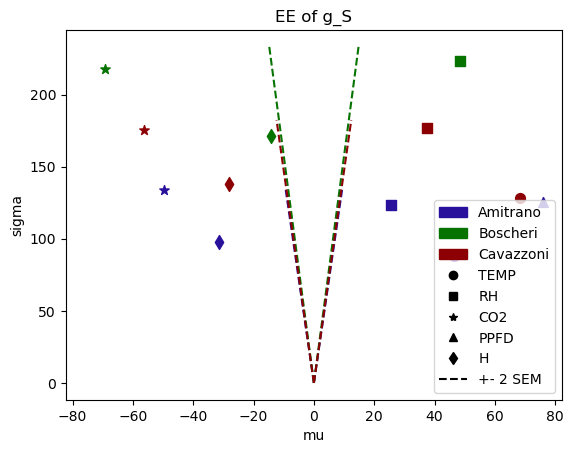 EE of g_S
200
150
100
50
0
sigma
−80
−60
−40
−20
0
20
40
60
80
mu
Amitrano
Boscheri
Cavazzoni
TEMP
RH
CO2
PPFD
H
+- 2 SEM